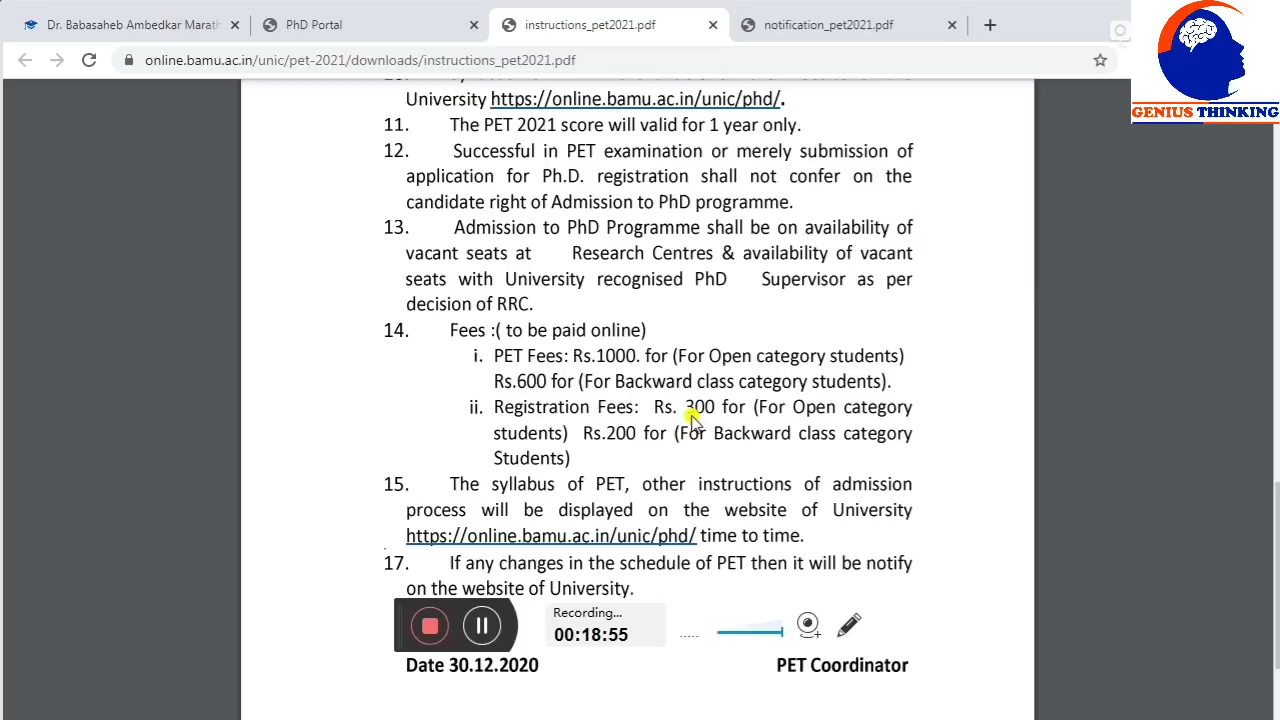 Dr. Babasaheb Ambedkar Marath
PhD Portal
instructions_pet2021.pdf
notification_pet2021.pdf
online.bamu.ac.in/unic/pet-2021/downloads/instructions_pet2021.pdf
GENIUS THINKING
University https://online.bamu.ac.in/unic/phd/.
11. The PET 2021 score will valid for 1 year only.
12. Successful in PET examination or merely submission of
application for Ph.D. registration shall not confer on the
candidate right of Admission to PhD programme.
13. Admission to PhD Programme shall be on availability of
vacant seats at Research Centres & availability of vacant
seats with University recognised PhD Supervisor as per
decision of RRC.
14. Fees :( to be paid online)
i. PET Fees: Rs.1000. for (For Open category students)
Rs.600 for (For Backward class category students).
ii. Registration Fees: Rs. 300 for (For Open category
students) Rs.200 for (For Backward class category
Students)
15. The syllabus of PET, other instructions of admission
process will be displayed on the website of University
https://online.bamu.ac.in/unic/phd/ time to time.
17. If any changes in the schedule of PET then it will be notify
on the website of University.
Recording...
00:18:55
Date 30.12.2020 PET Coordinator